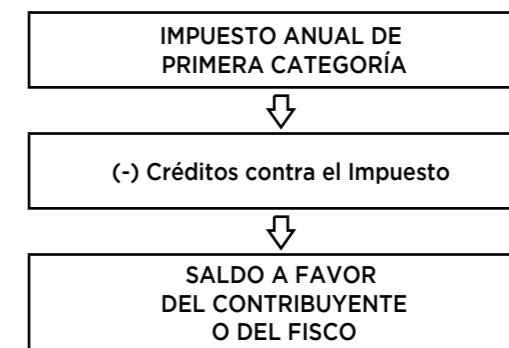 IMPUESTO ANUAL DE
PRIMERA CATEGORÍA
(-) Créditos contra el Impuesto
SALDO A FAVOR
DEL CONTRIBUYENTE
O DEL FISCO